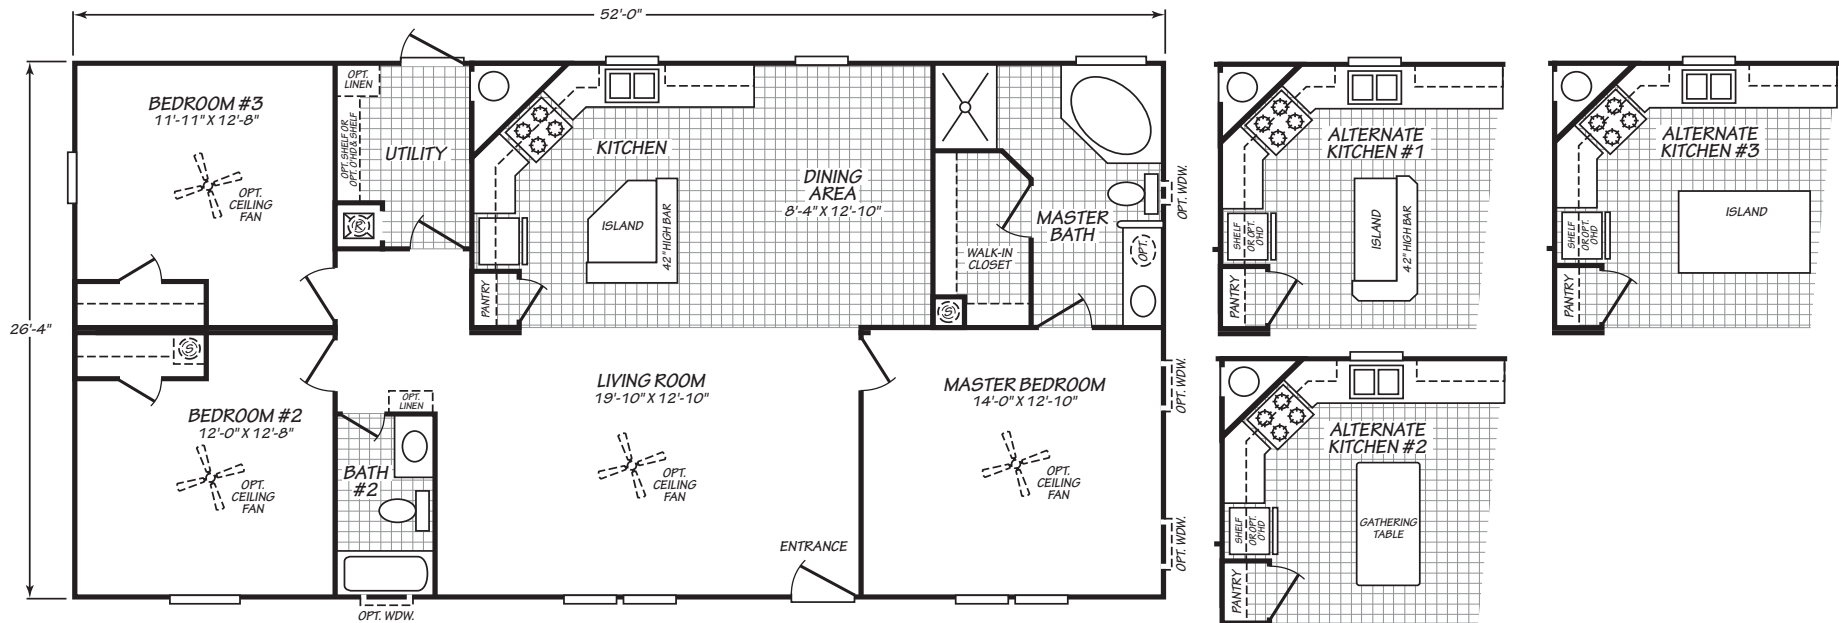 52'-0"
26'-4"
BEDROOM #3
11'-11" X 12'-8"
OPT.
CEILING
FAN
OPT.
LINEN
OPT. SHELF OR
OPT. O'HD & SHELF
UTILITY
R
KITCHEN
ISLAND
42" HIGH BAR
PANTRY
DINING
AREA
8'-4" X 12'-10"
WALK-IN
CLOSET
S
MASTER
BATH
OPT.
OPT. WDW.
S
BEDROOM #2
12'-0" X 12'-8"
OPT.
CEILING
FAN
OPT.
LINEN
BATH
#2
OPT. WDW.
LIVING ROOM
19'-10" X 12'-10"
OPT.
CEILING
FAN
ENTRANCE
MASTER BEDROOM
14'-0" X 12'-10"
OPT.
CEILING
FAN
OPT. WDW.
OPT. WDW.
ALTERNATE
KITCHEN #1
ISLAND
42" HIGH BAR
SHELF
OR OPT.
O'HD
PANTRY
ALTERNATE
KITCHEN #3
ISLAND
SHELF
OR OPT.
O'HD
PANTRY
ALTERNATE
KITCHEN #2
GATHERING
TABLE
SHELF
OR OPT.
O'HD
PANTRY